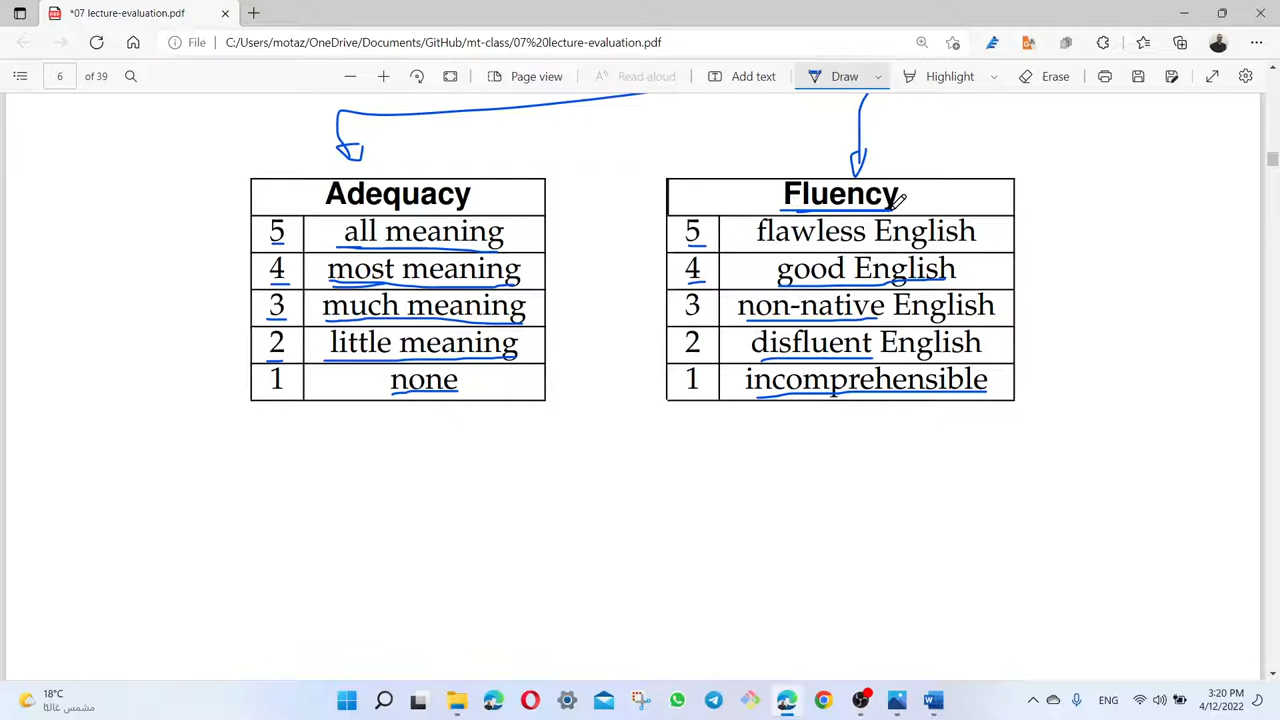 *07 lecture-evaluation.pdf
File
C:/Users/motaz/OneDrive/Documents/GitHub/mt-class/07%20lecture-evaluation.pdf
6 of 39
Page view
Read aloud
Add text
Draw
Highlight
Erase
Adequacy
5 all meaning
4 most meaning
3 much meaning
2 little meaning
1 none
Fluency
5 flawless English
4 good English
3 non-native English
2 disfluent English
1 incomprehensible
18°C
مشمس غالبًا
ENG
3:20 PM
4/12/2022